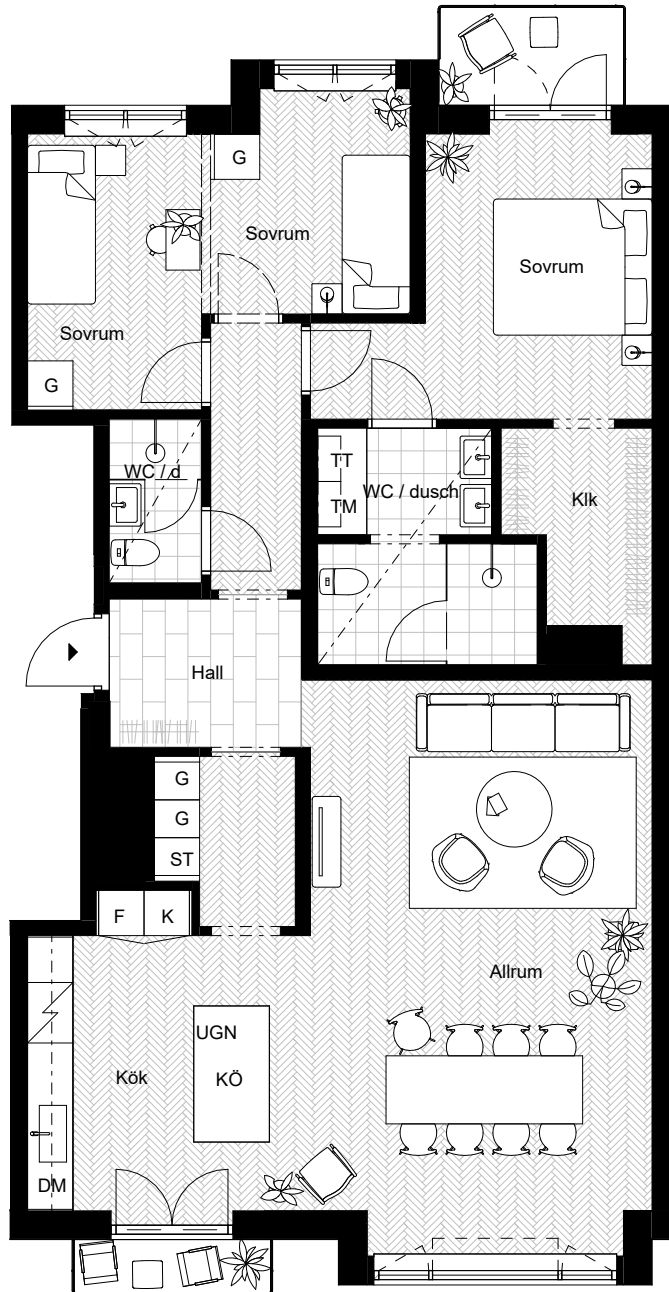 G
Sovrum
Sovrum
Sovrum
G
WC / d
TT
WC / dusch
TM
Klk
Hall
G
G
ST
F
K
Allrum
UGN
Kök
KÖ
DM